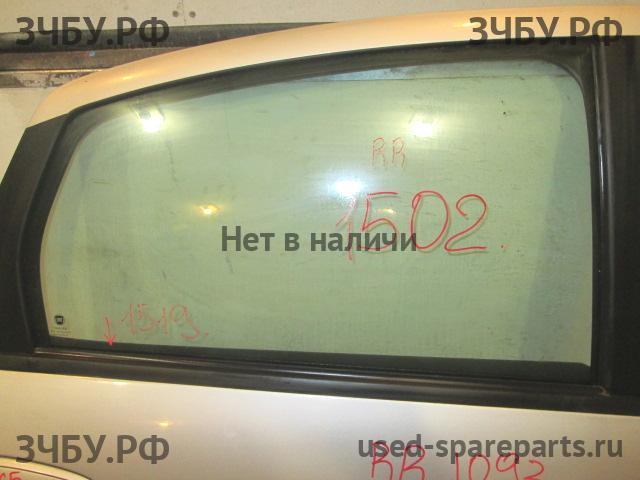 ЗЧБУ.РФ ЗЧБУ.РФ
RR
1502.
Нет в наличи
1519.
ЗЧБУ.РФ used-spareparts.ru
RR 1092